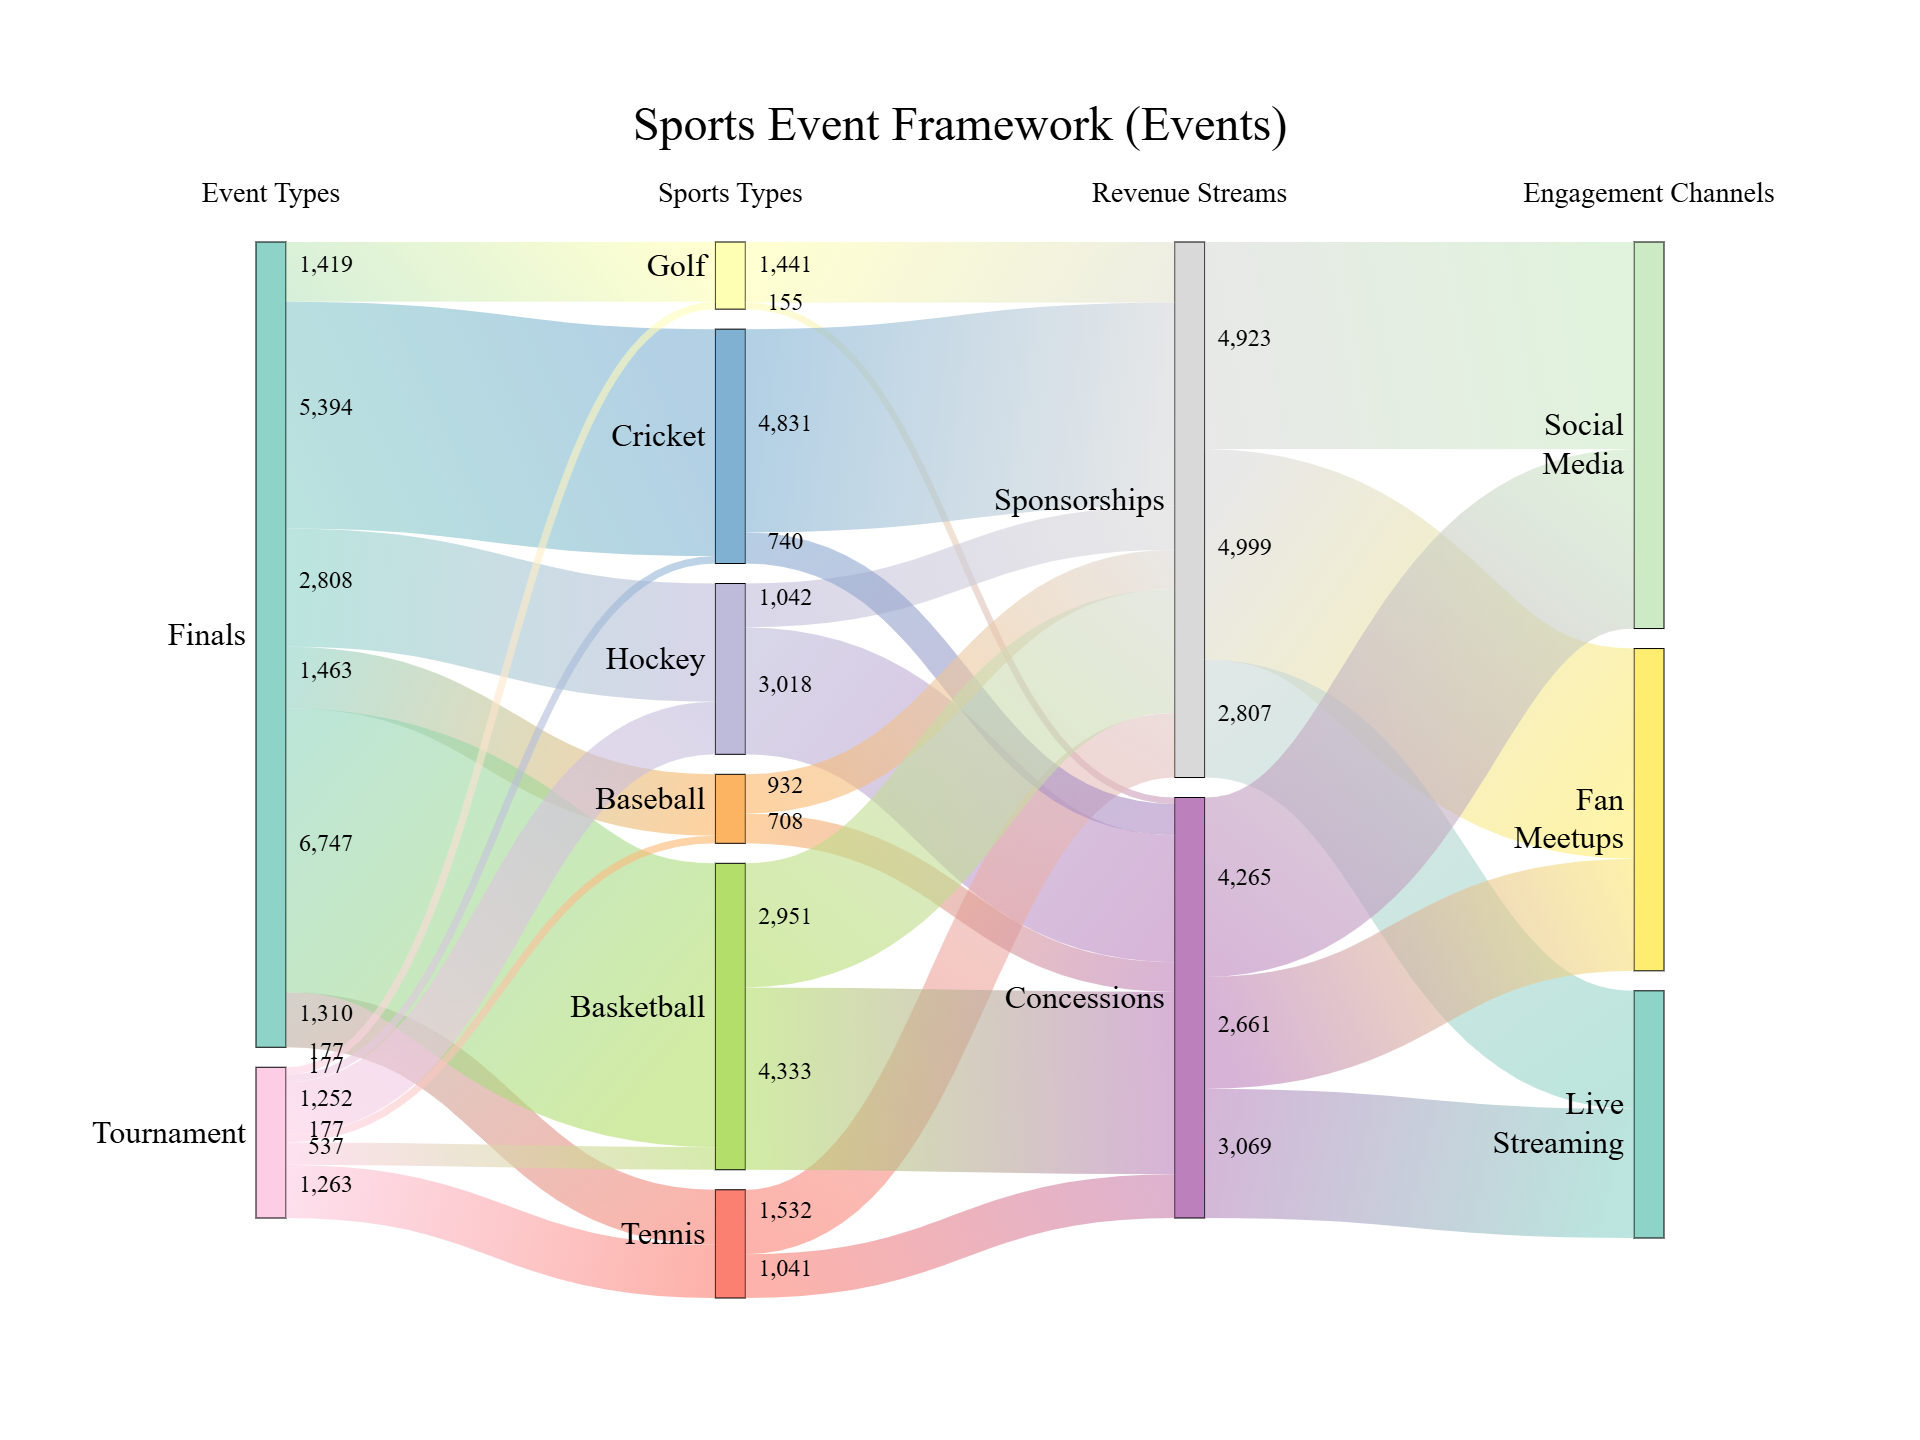 Sports Event Framework (Events)
Event Types
Sports Types
Revenue Streams
Engagement Channels
Finals
1,419
5,394
2,808
1,463
6,747
1,310
Tournament
177
177
1,252
177
537
1,263
Golf
1,441
155
Cricket
4,831
740
Hockey
1,042
3,018
Baseball
932
708
Basketball
2,951
4,333
Tennis
1,532
1,041
Sponsorships
4,923
4,999
2,807
Concessions
4,265
2,661
3,069
Social
Media
Fan
Meetups
Live
Streaming